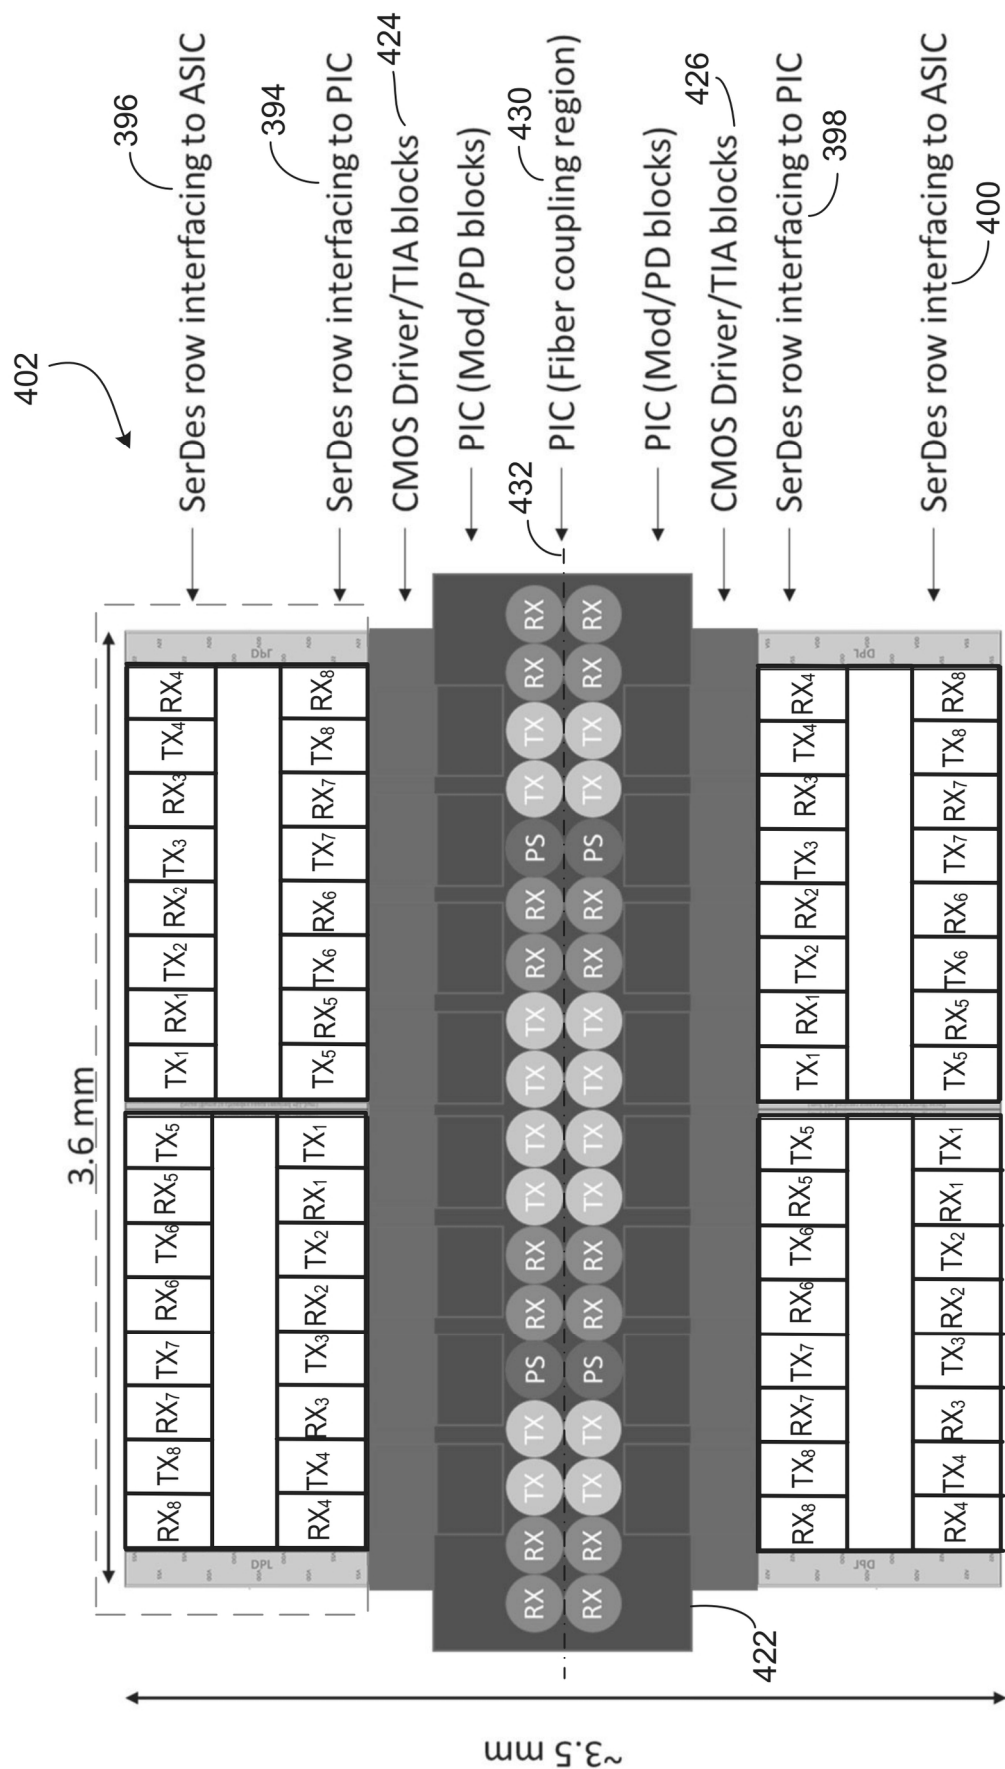 402
3.6 mm
396
RX8 TX8 RX7 TX7 RX6 TX6 RX5 TX5 TX1 RX1 TX2 RX2 TX3 RX3 TX4 RX4
SerDes row interfacing to ASIC
394
RX4 TX4 RX3 TX3 RX2 TX2 RX1 TX1 TX5 RX5 TX6 RX6 TX7 RX7 TX8 RX8
SerDes row interfacing to PIC
CMOS Driver/TIA blocks 424
PIC (Mod/PD blocks)
432
430
RX RX TX TX PS RX RX TX TX TX TX RX RX PS TX TX RX RX
PIC (Fiber coupling region)
RX RX TX TX PS RX RX TX TX TX TX RX RX PS TX TX RX RX
~3.5 mm
PIC (Mod/PD blocks)
426
CMOS Driver/TIA blocks
422
RX8 TX8 RX7 TX7 RX6 TX6 RX5 TX5 TX1 RX1 TX2 RX2 TX3 RX3 TX4 RX4
SerDes row interfacing to PIC
398
RX4 TX4 RX3 TX3 RX2 TX2 RX1 TX1 TX5 RX5 TX6 RX6 TX7 RX7 TX8 RX8
SerDes row interfacing to ASIC
400